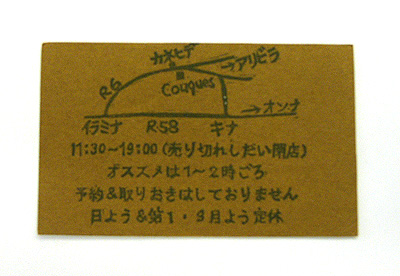 カネヒデ
→アリビラ
R6
Couques
→オンナ
イラミナ R58 キナ
11:30~19:00(売り切れしだい閉店)
オススメは1~2時ごろ
予約&取りおきはしておりません
日よう&第1・3月よう定休